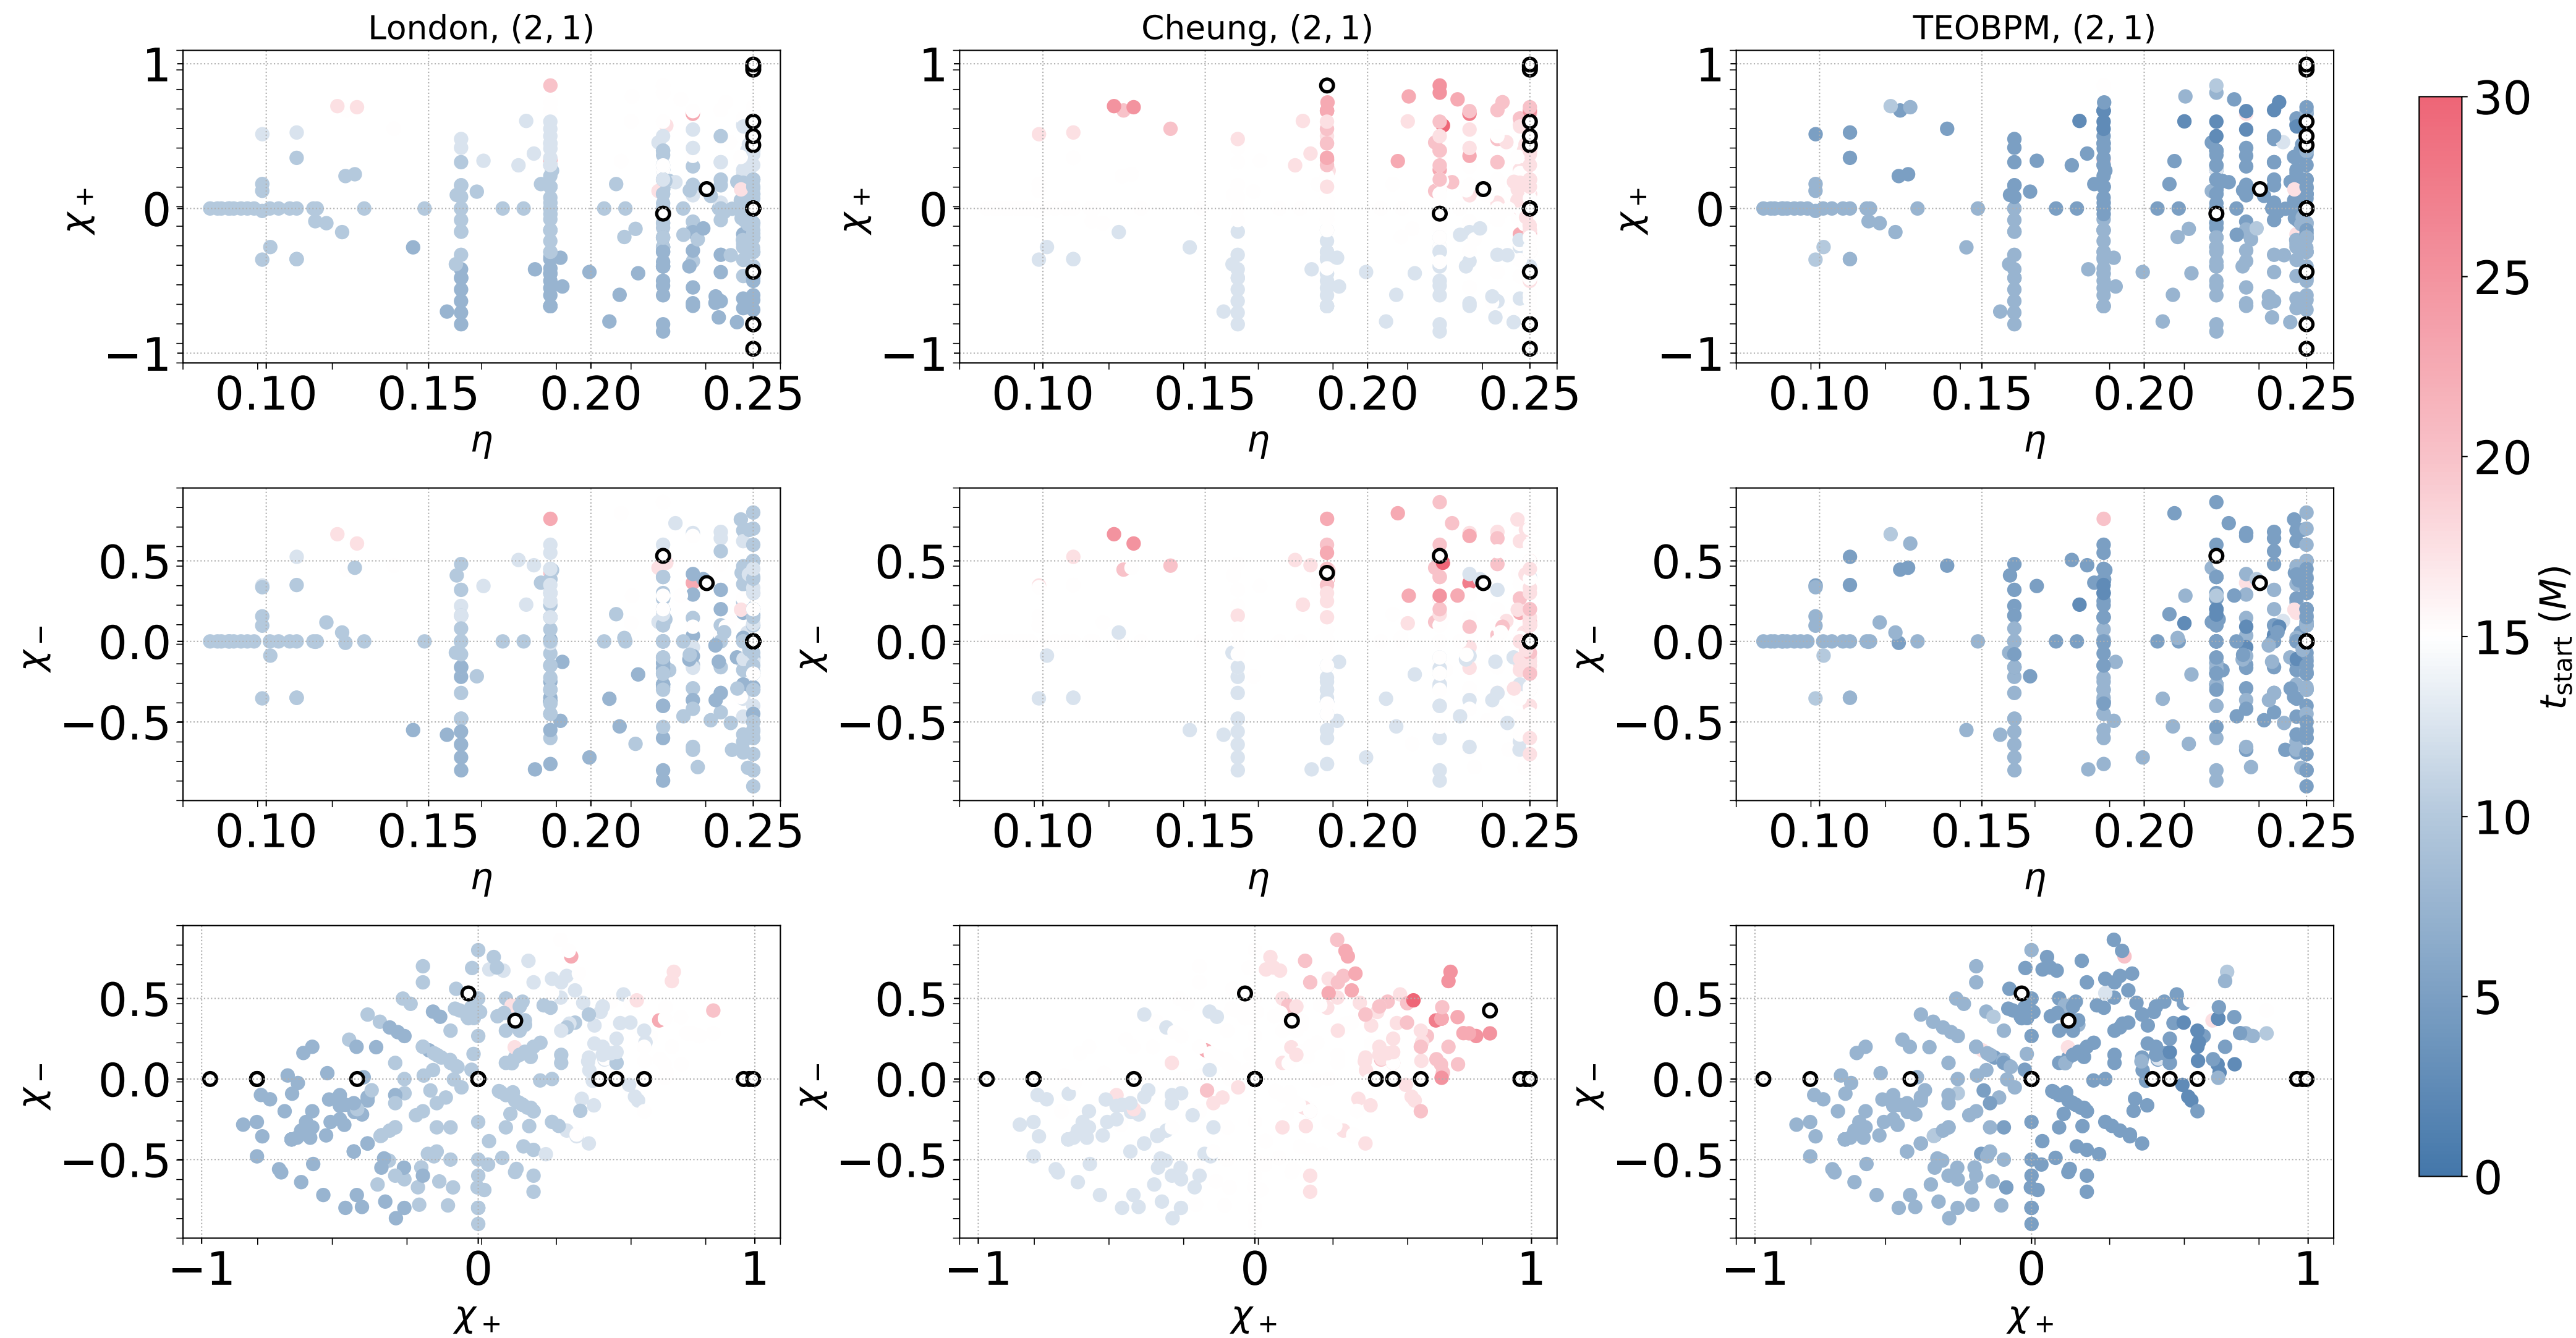 London, (2, 1) Cheung, (2, 1) TEOBPM, (2, 1)
1 1 1 30
χ₊ χ₊ χ₊
0 0 0
−1 −1 −1 25
0.10 0.15 0.20 0.25 0.10 0.15 0.20 0.25 0.10 0.15 0.20 0.25
η η η 20
0.5 0.5 0.5
χ₋ χ₋ χ₋
0.0 0.0 0.0 15 t_start (M)
−0.5 −0.5 −0.5
0.10 0.15 0.20 0.25 0.10 0.15 0.20 0.25 0.10 0.15 0.20 0.25 10
η η η
0.5 0.5 0.5 5
χ₋ χ₋ χ₋
0.0 0.0 0.0
−0.5 −0.5 −0.5 0
−1 0 1 −1 0 1 −1 0 1
χ₊ χ₊ χ₊